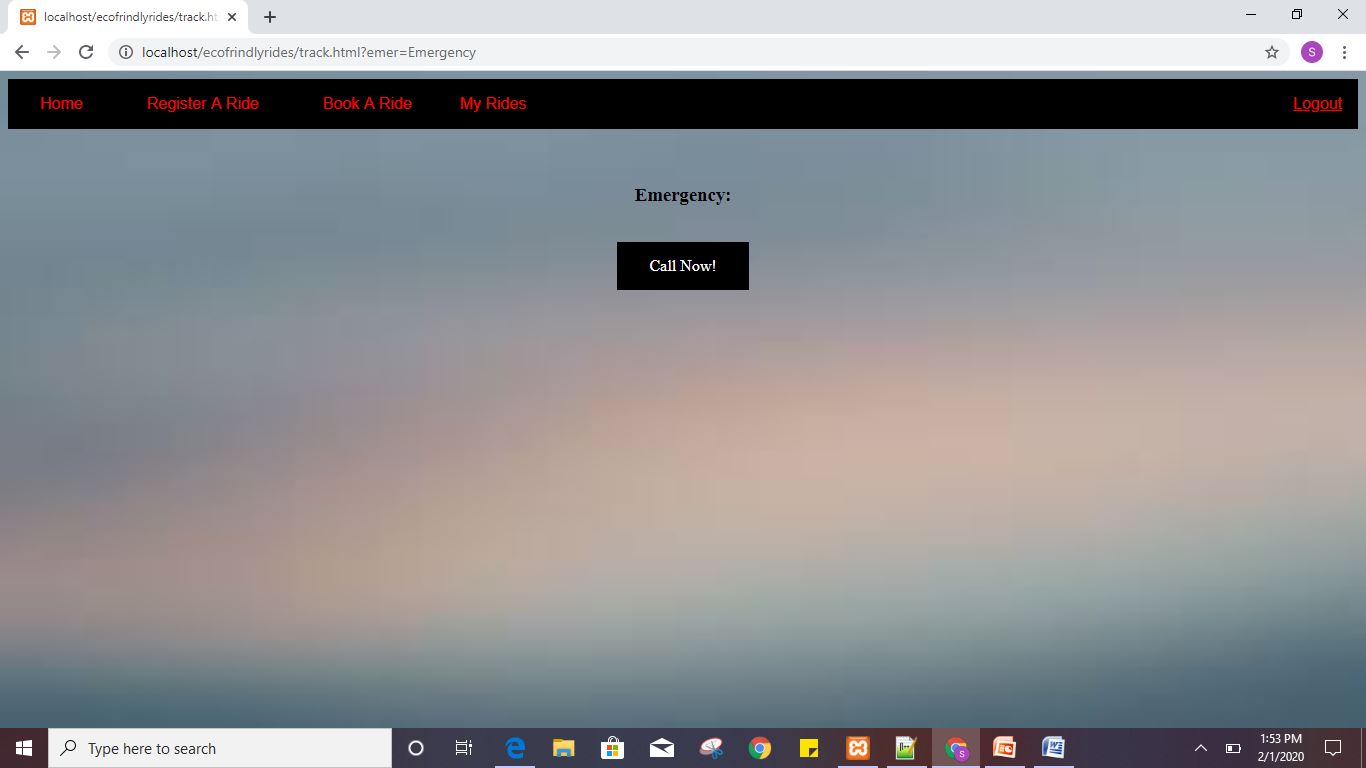 localhost/ecofrindlyrides/track.ht
localhost/ecofrindlyrides/track.html?emer=Emergency
S
Home Register A Ride Book A Ride My Rides Logout
Emergency:
Call Now!
Type here to search
1:53 PM
2/1/2020